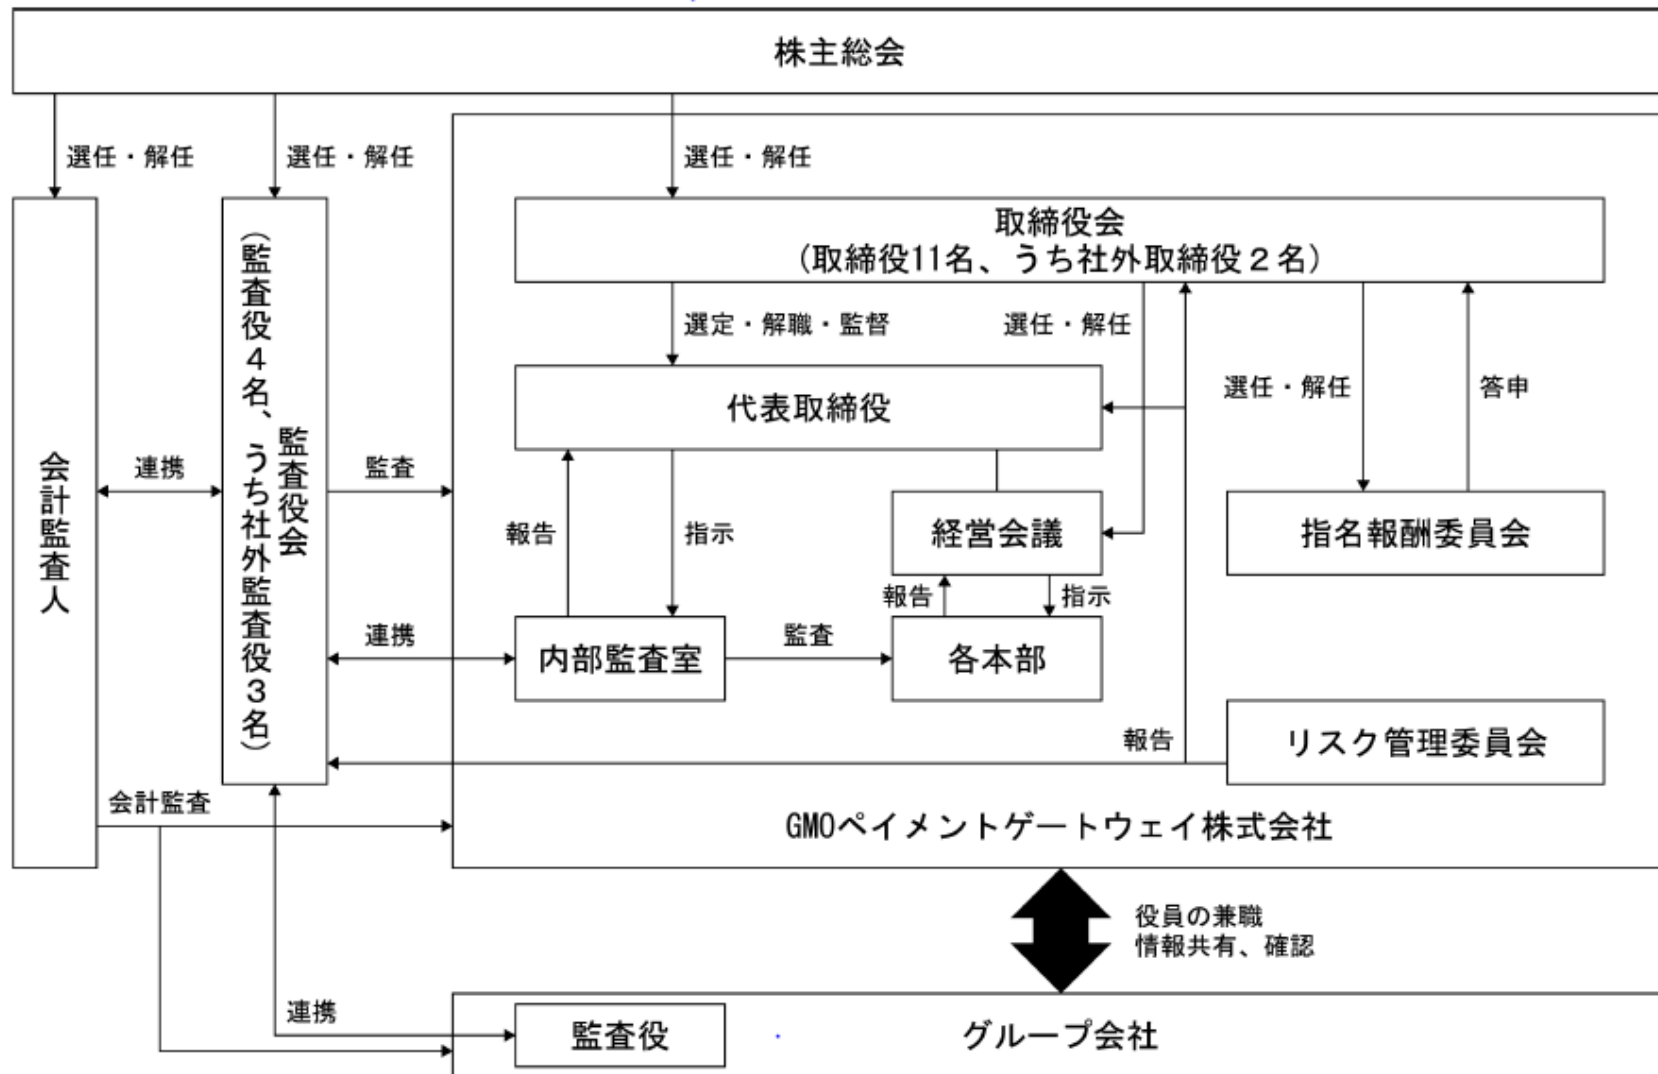 株主総会
選任・解任
選任・解任
選任・解任
取締役会
(取締役11名、うち社外取締役２名)
選定・解職・監督
選任・解任
代表取締役
選任・解任
答申
会計監査人
連携
監査役会
(監査役４名、うち社外監査役３名)
監査
報告
指示
経営会議
指名報酬委員会
報告
指示
連携
内部監査室
監査
各本部
報告
リスク管理委員会
会計監査
GMOペイメントゲートウェイ株式会社
役員の兼職
情報共有、確認
連携
監査役
グループ会社